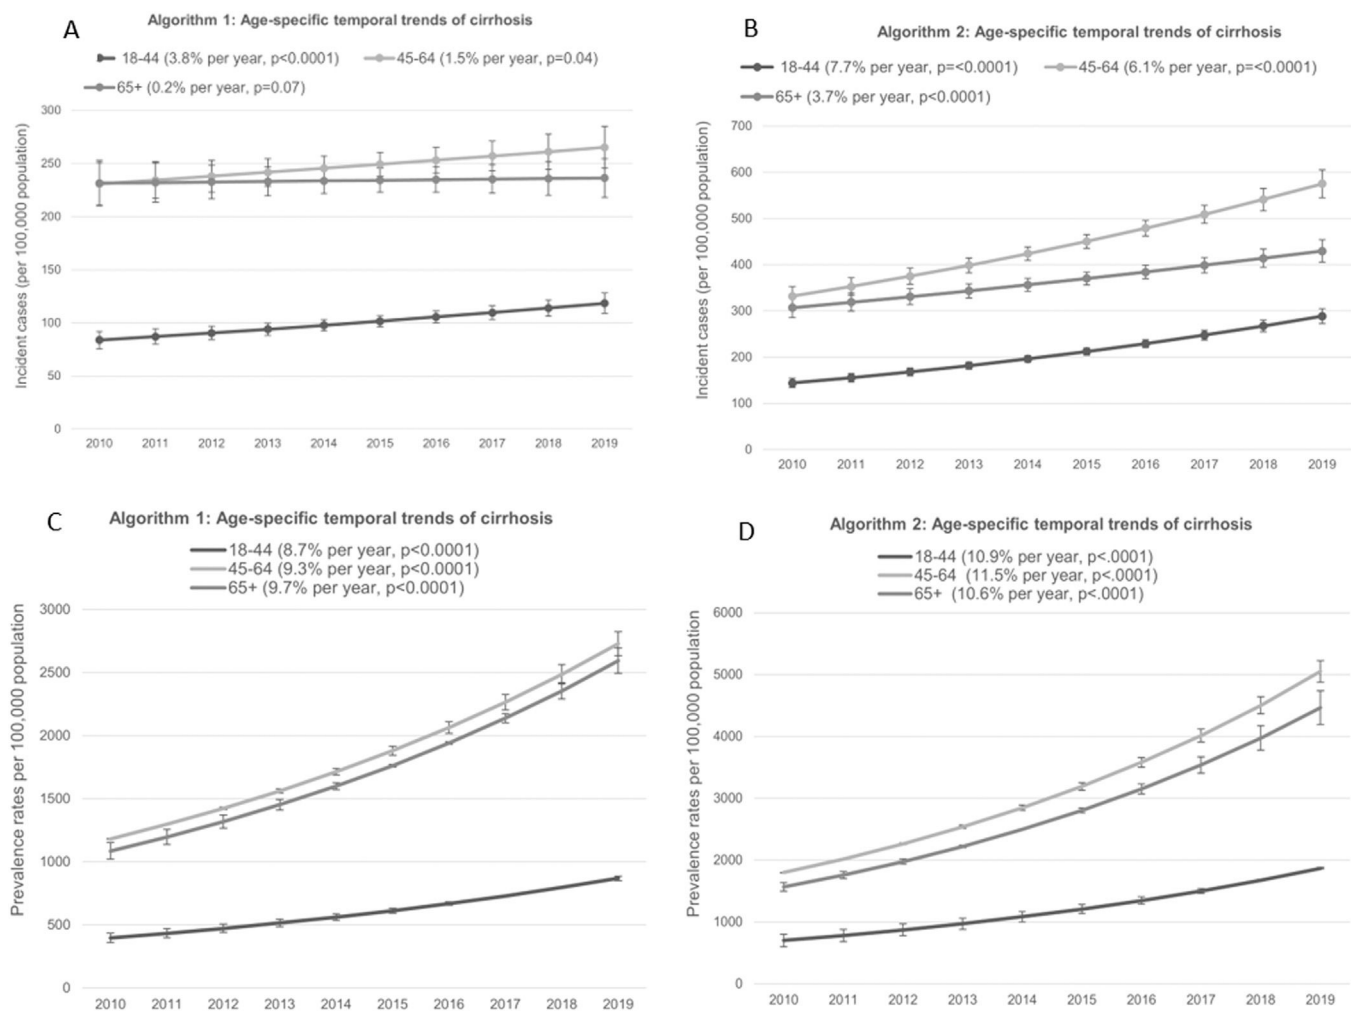 A
Algorithm 1: Age-specific temporal trends of cirrhosis
18-44 (3.8% per year, p<0.0001)
45-64 (1.5% per year, p=0.04)
65+ (0.2% per year, p=0.07)
Incident cases (per 100,000 population)
300
250
200
150
100
50
0
2010 2011 2012 2013 2014 2015 2016 2017 2018 2019
B
Algorithm 2: Age-specific temporal trends of cirrhosis
18-44 (7.7% per year, p=<0.0001)
45-64 (6.1% per year, p=<0.0001)
65+ (3.7% per year, p<0.0001)
Incident cases (per 100,000 population)
700
600
500
400
300
200
100
0
2010 2011 2012 2013 2014 2015 2016 2017 2018 2019
C
Algorithm 1: Age-specific temporal trends of cirrhosis
18-44 (8.7% per year, p<0.0001)
45-64 (9.3% per year, p<0.0001)
65+ (9.7% per year, p<0.0001)
Prevalence rates per 100,000 population
3000
2500
2000
1500
1000
500
0
2010 2011 2012 2013 2014 2015 2016 2017 2018 2019
D
Algorithm 2: Age-specific temporal trends of cirrhosis
18-44 (10.9% per year, p<.0001)
45-64 (11.5% per year, p<.0001)
65+ (10.6% per year, p<.0001)
Prevalence rates per 100,000 population
6000
5000
4000
3000
2000
1000
0
2010 2011 2012 2013 2014 2015 2016 2017 2018 2019